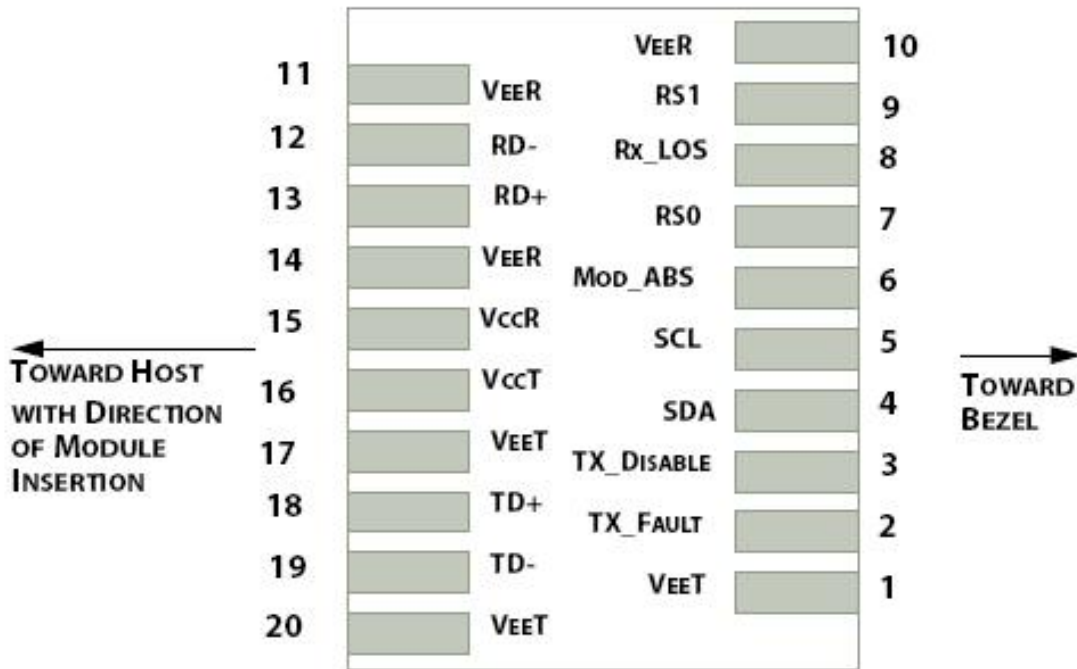 11 VEER
12 RD-
13 RD+
14 VEER
15 VCCR
16 VCCT
17 VEET
18 TD+
19 TD-
20 VEET
VEER 10
RS1 9
RX_LOS 8
RS0 7
MOD_ABS 6
SCL 5
SDA 4
TX_DISABLE 3
TX_FAULT 2
VEET 1
TOWARD HOST
WITH DIRECTION
OF MODULE
INSERTION
TOWARD
BEZEL